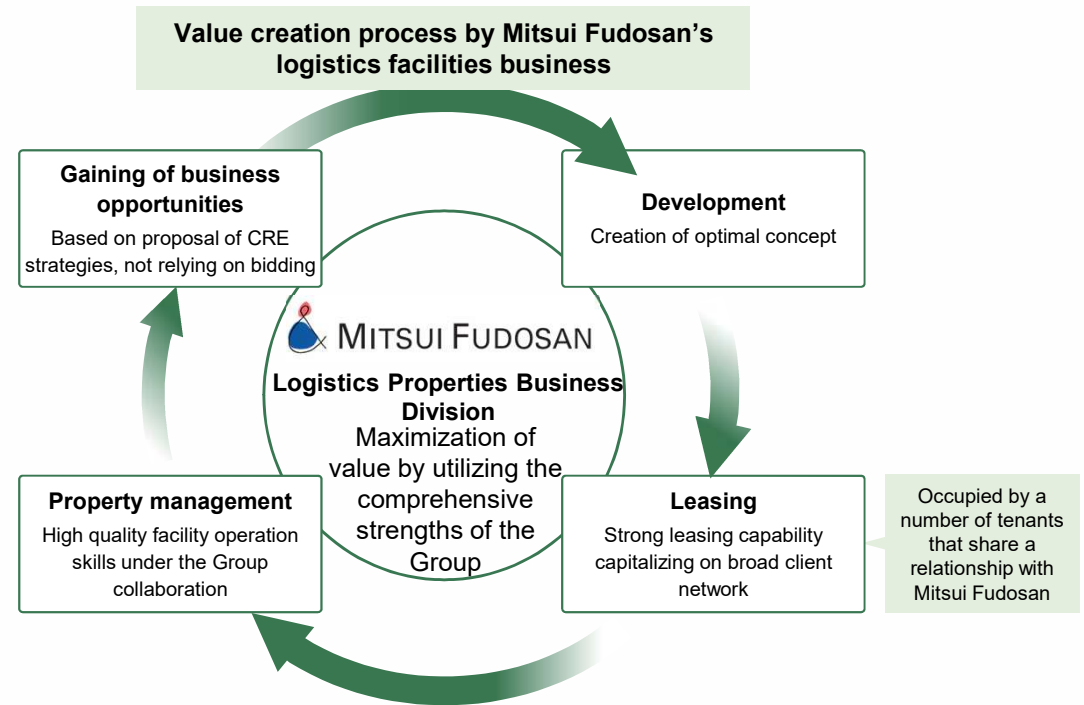 Value creation process by Mitsui Fudosan's
logistics facilities business
Gaining of business
opportunities
Based on proposal of CRE
strategies, not relying on bidding
Development
Creation of optimal concept
MITSUI FUDOSAN
Logistics Properties Business
Division
Maximization of
value by utilizing the
comprehensive
strengths of the
Group
Property management
High quality facility operation
skills under the Group
collaboration
Leasing
Strong leasing capability
capitalizing on broad client
network
Occupied by a
number of tenants
that share a
relationship with
Mitsui Fudosan